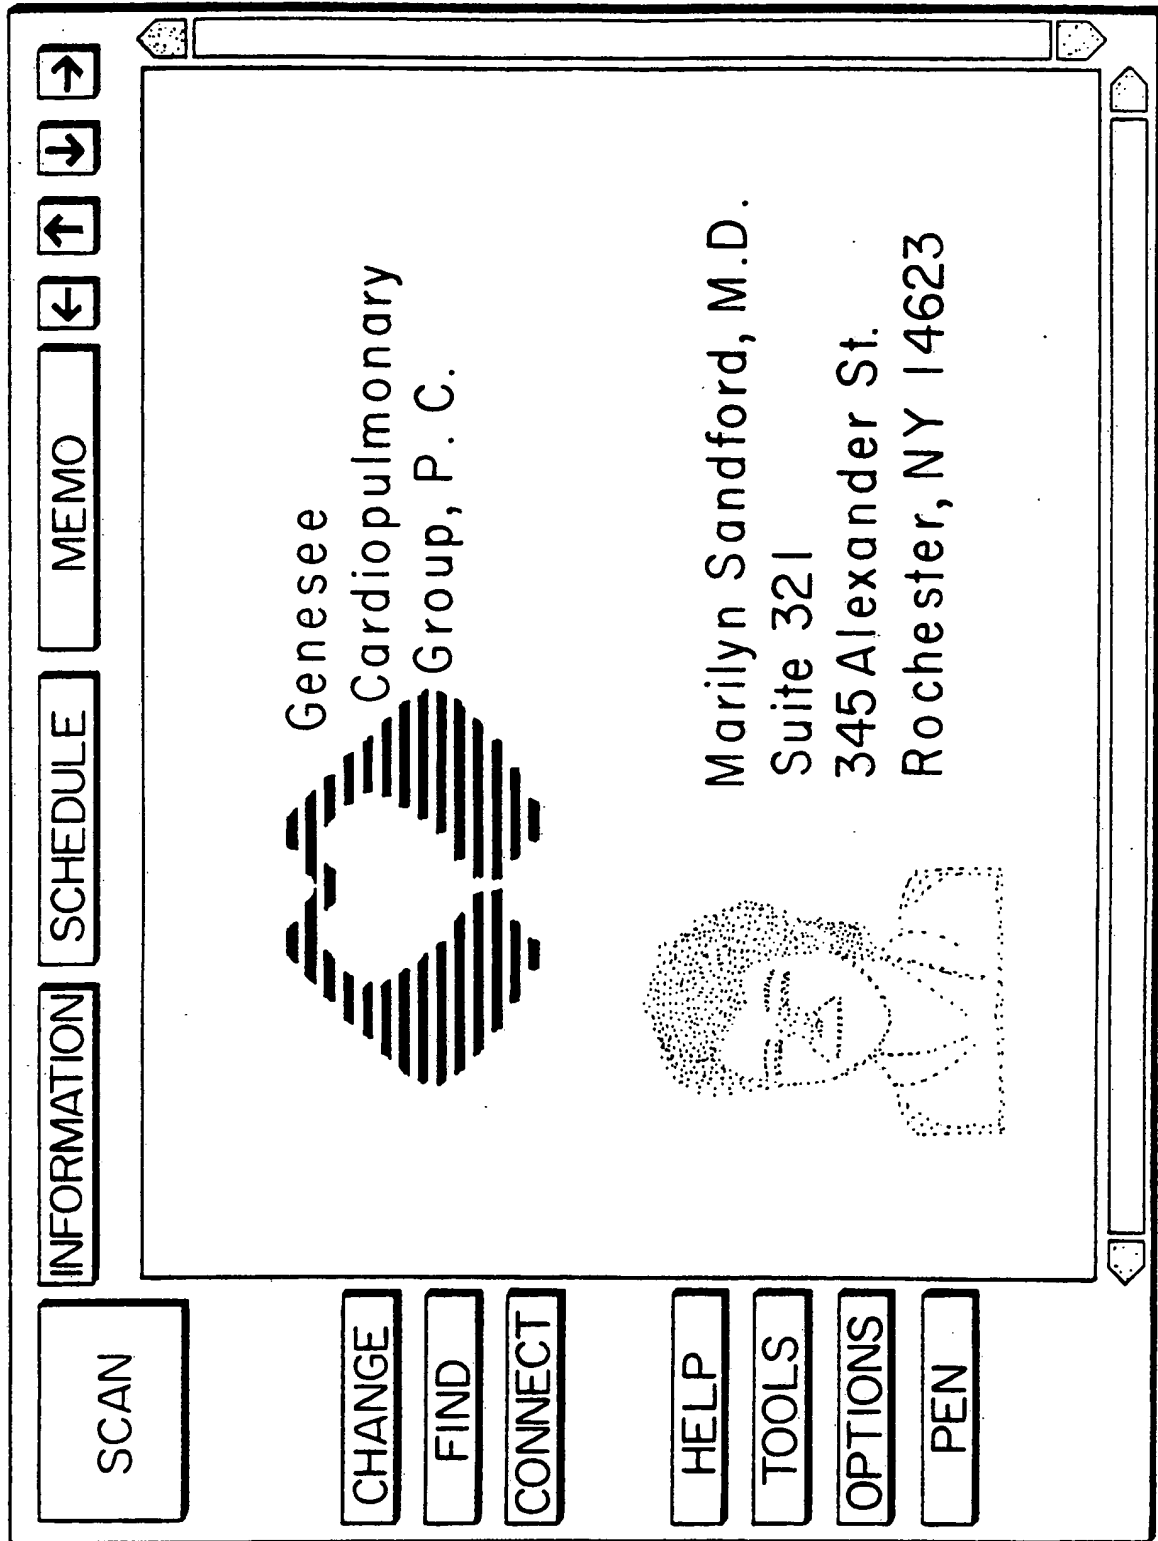 SCAN
INFORMATION
SCHEDULE
MEMO
← ↑ ↓ →
CHANGE
FIND
CONNECT
HELP
TOOLS
OPTIONS
PEN
Genesee
Cardiopulmonary
Group, P. C.
Marilyn Sandford, M.D.
Suite 321
345 Alexander St.
Rochester, NY 14623